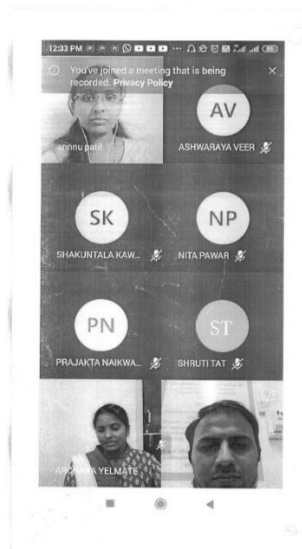 12:33 PM
You've joined a meeting that is being
recorded. Privacy Policy
AV
ASHWARAYA VEER
SK
NP
SHAKUNTALA KAW...
NITA PAWAR
PN
ST
PRAJAKTA NAIKWA...
SHRUTI TAT
YELMATE